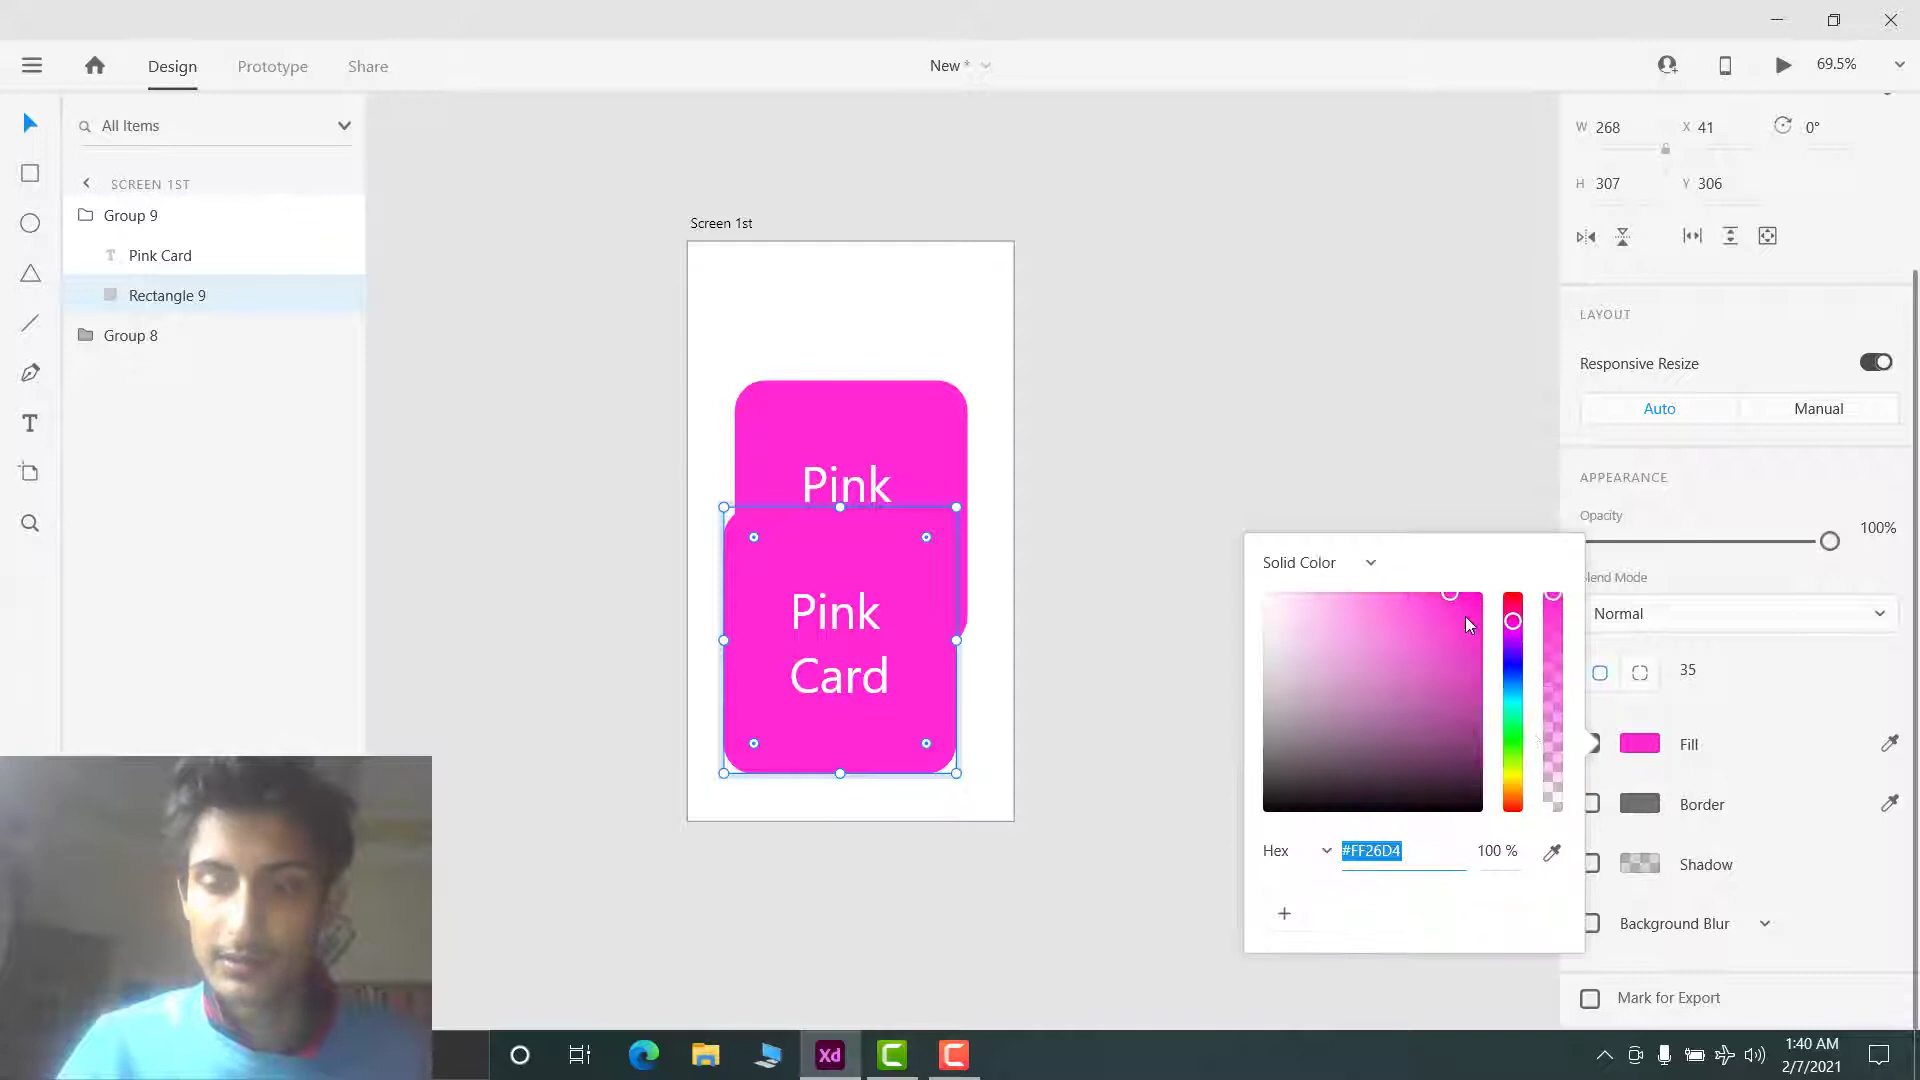 Design
Prototype
Share
New *
69.5%
All Items
SCREEN 1ST
Group 9
T Pink Card
Rectangle 9
Group 8
T
Screen 1st
Pink
Pink
Card
W 268
X 41
0°
H 307
Y 306
LAYOUT
Responsive Resize
Auto
Manual
APPEARANCE
Opacity
100%
Solid Color
Blend Mode
Normal
35
Fill
Border
Hex
#FF26D4
100 %
Shadow
+
Background Blur
Mark for Export
Xd
C
C
1:40 AM
2/7/2021